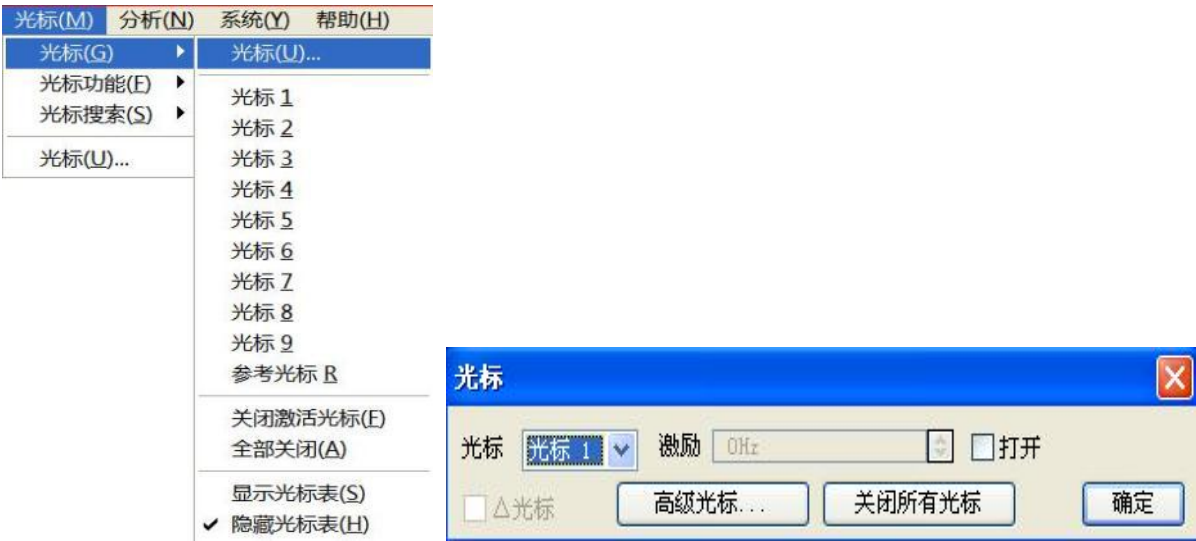 光标(M) 分析(N) 系统(Y) 帮助(H)
光标(G)
光标功能(F)
光标搜索(S)
光标(U)...
光标(U)...
光标 1
光标 2
光标 3
光标 4
光标 5
光标 6
光标 7
光标 8
光标 9
参考光标 R
关闭激活光标(F)
全部关闭(A)
显示光标表(S)
隐藏光标表(H)
光标
光标 光标 1 激励 0Hz 打开
△光标 高级光标... 关闭所有光标 确定